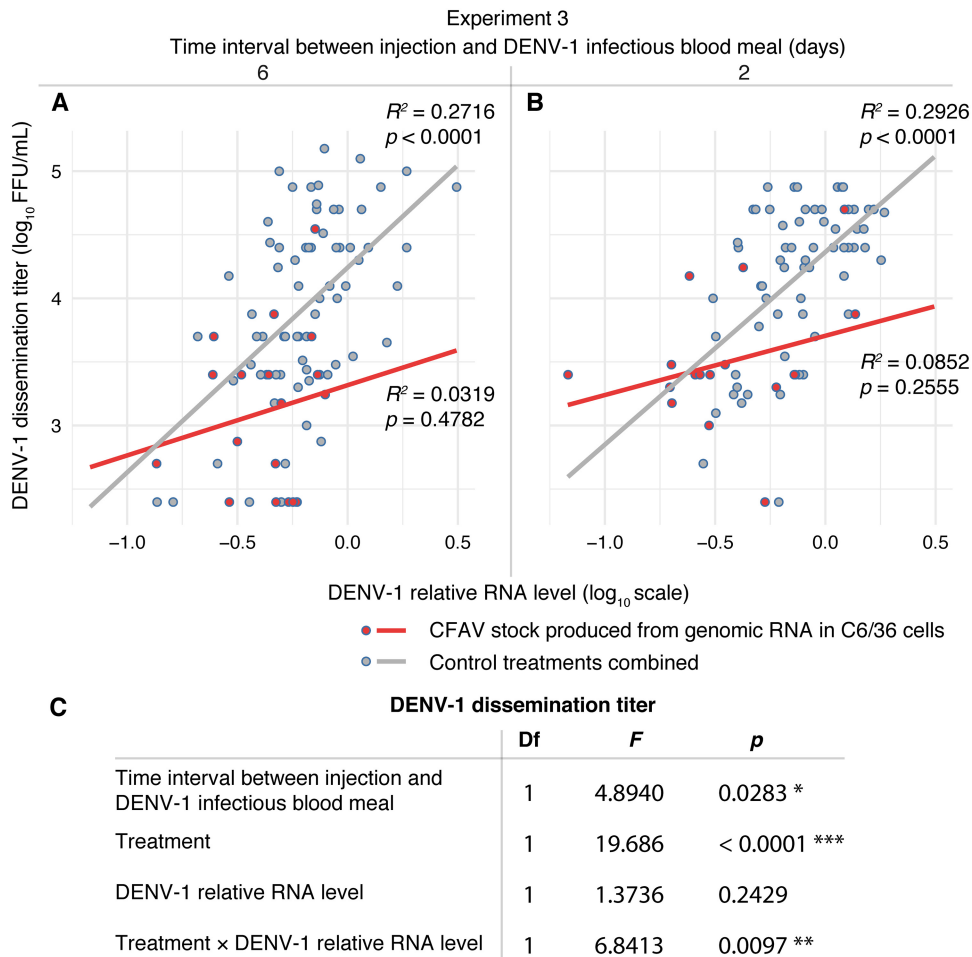 Experiment 3
Time interval between injection and DENV-1 infectious blood meal (days)
6
2
A
B
R² = 0.2716
p < 0.0001
R² = 0.2926
p < 0.0001
DENV-1 dissemination titer (log10 FFU/mL)
5
4
3
R² = 0.0319
p = 0.4782
R² = 0.0852
p = 0.2555
−1.0 −0.5 0.0 0.5
−1.0 −0.5 0.0 0.5
DENV-1 relative RNA level (log10 scale)
CFAV stock produced from genomic RNA in C6/36 cells
Control treatments combined
C
DENV-1 dissemination titer
Df F p
Time interval between injection and
DENV-1 infectious blood meal 1 4.8940 0.0283 *
Treatment 1 19.686 < 0.0001 ***
DENV-1 relative RNA level 1 1.3736 0.2429
Treatment × DENV-1 relative RNA level 1 6.8413 0.0097 **